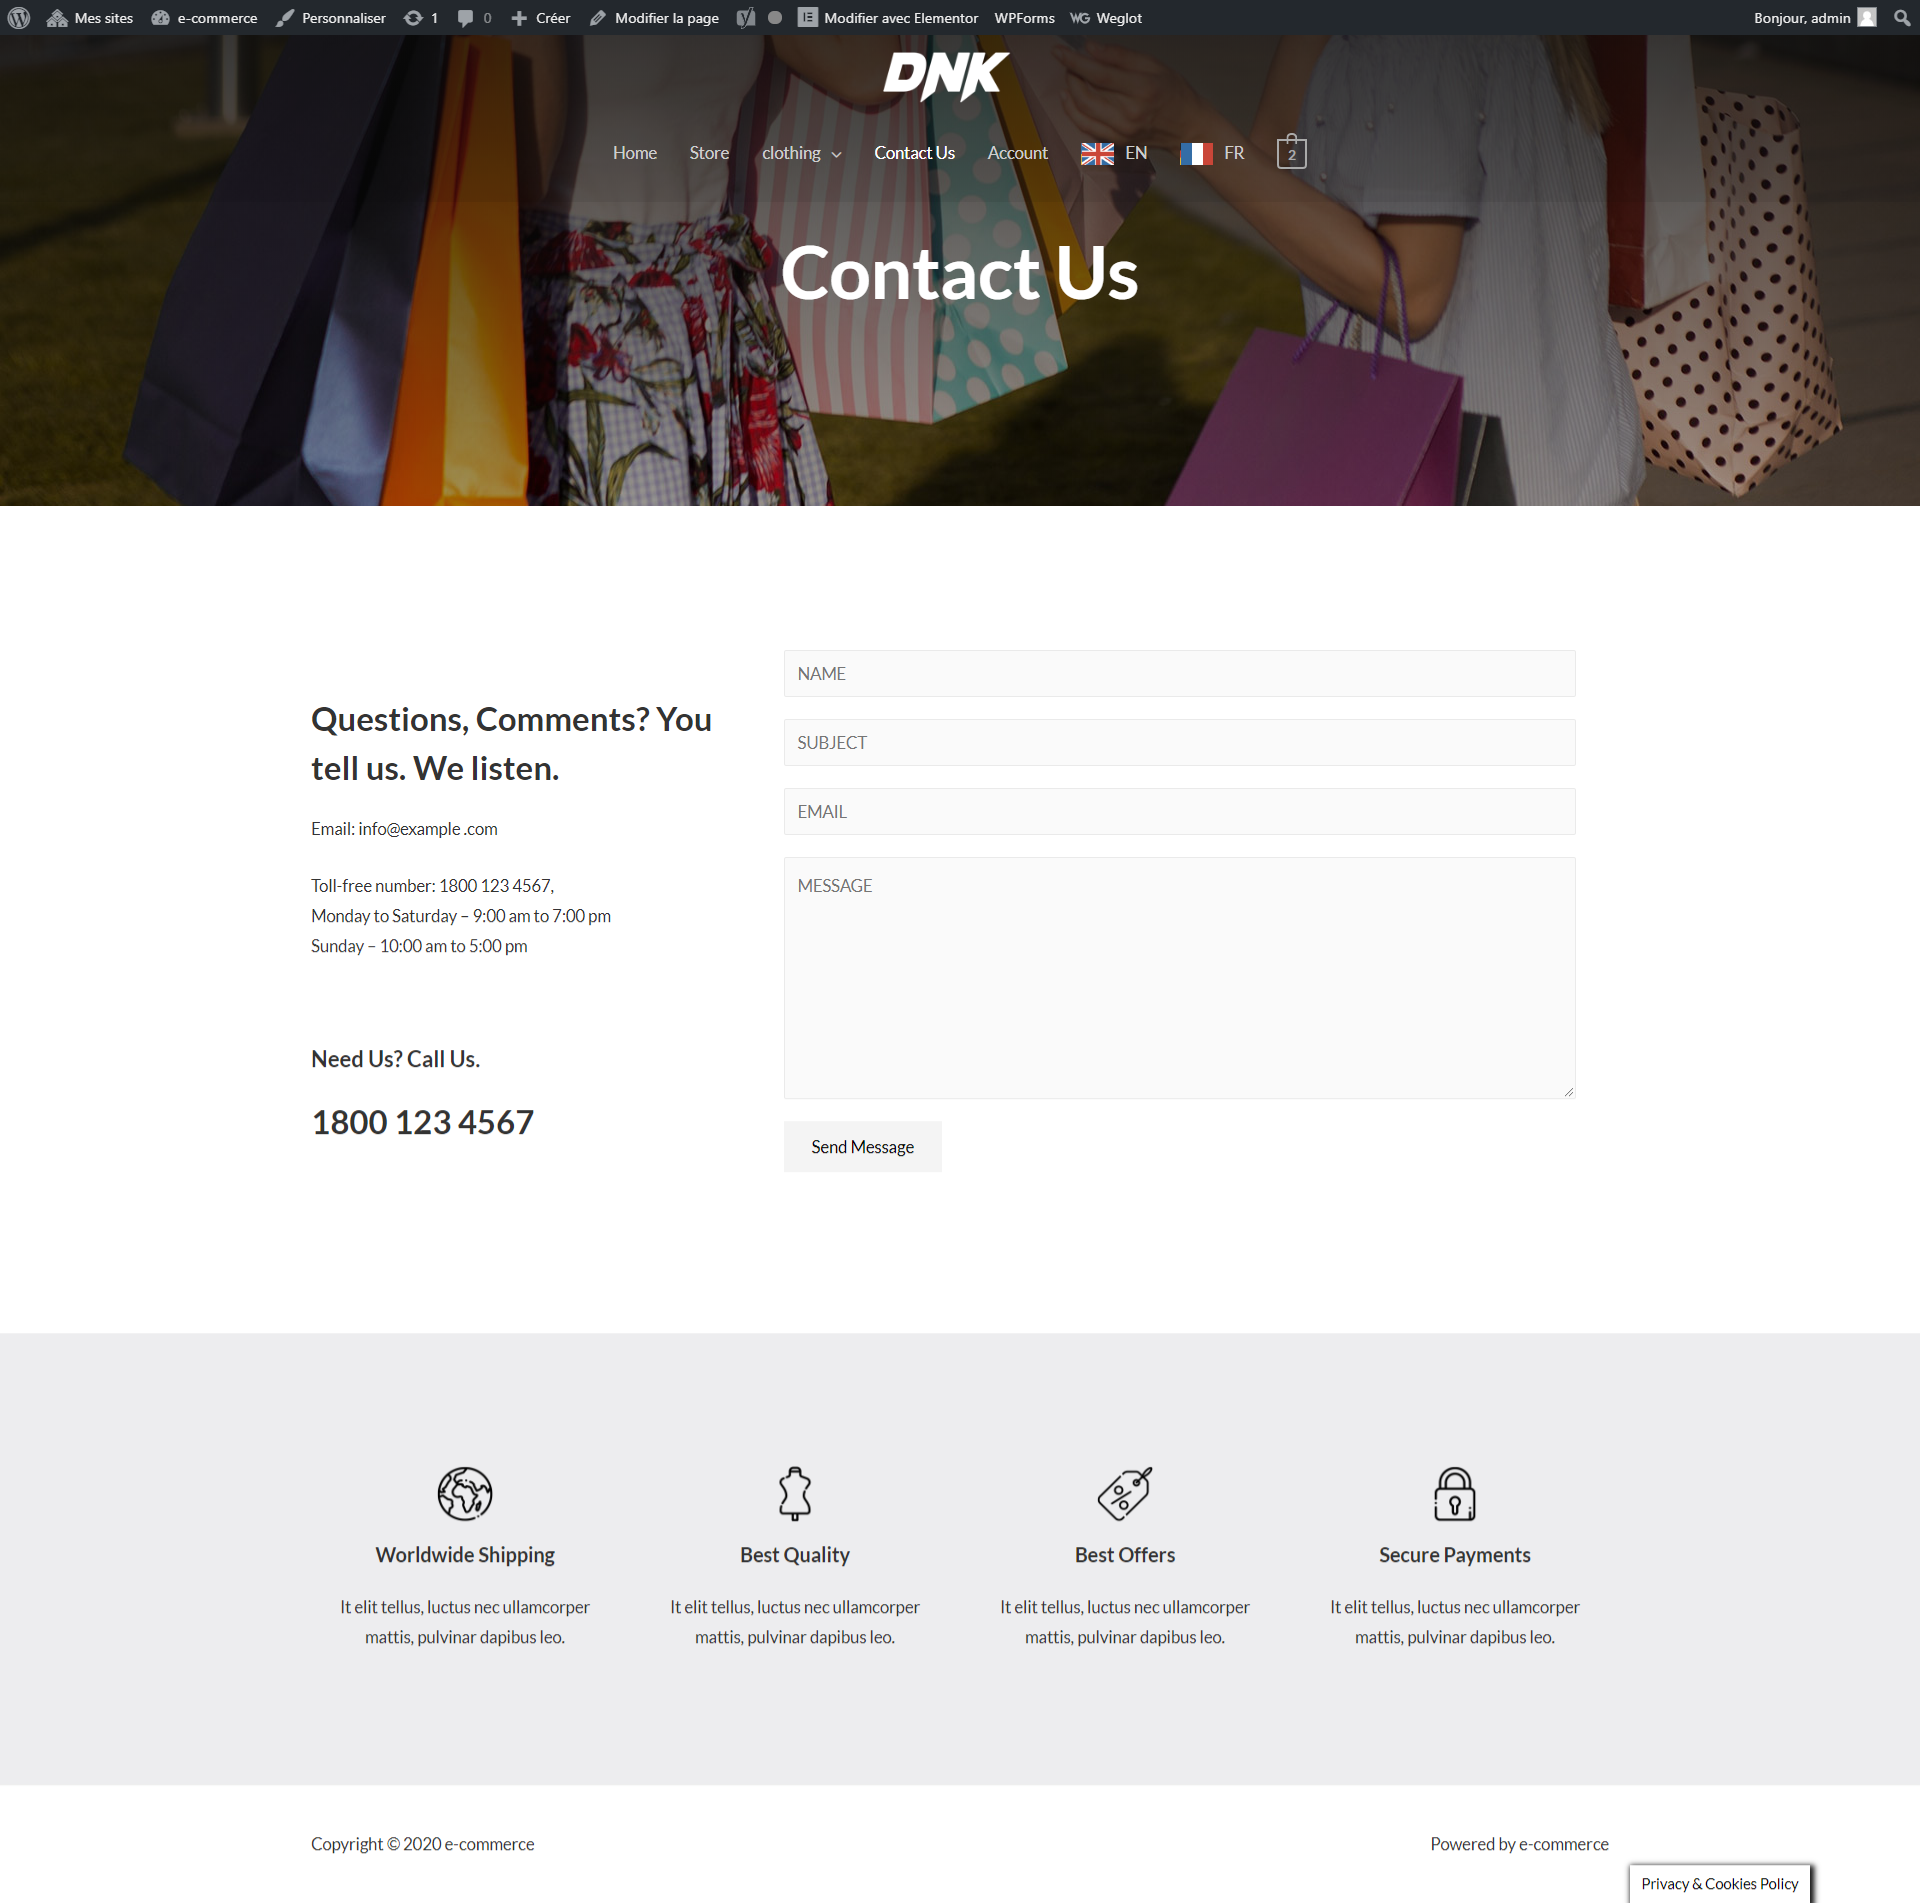 Mes sites e-commerce Personnaliser 1 0 Créer Modifier la page Modifier avec Elementor WPForms WG Weglot Bonjour, admin
DNK
Home Store clothing Contact Us Account EN FR 2
Contact Us
NAME
SUBJECT
EMAIL
MESSAGE
Send Message
Questions, Comments? You
tell us. We listen.
Email: info@example .com
Toll-free number: 1800 123 4567,
Monday to Saturday – 9:00 am to 7:00 pm
Sunday – 10:00 am to 5:00 pm
Need Us? Call Us.
1800 123 4567
Worldwide Shipping
It elit tellus, luctus nec ullamcorper
mattis, pulvinar dapibus leo.
Best Quality
It elit tellus, luctus nec ullamcorper
mattis, pulvinar dapibus leo.
Best Offers
It elit tellus, luctus nec ullamcorper
mattis, pulvinar dapibus leo.
Secure Payments
It elit tellus, luctus nec ullamcorper
mattis, pulvinar dapibus leo.
Copyright © 2020 e-commerce
Powered by e-commerce
Privacy & Cookies Policy